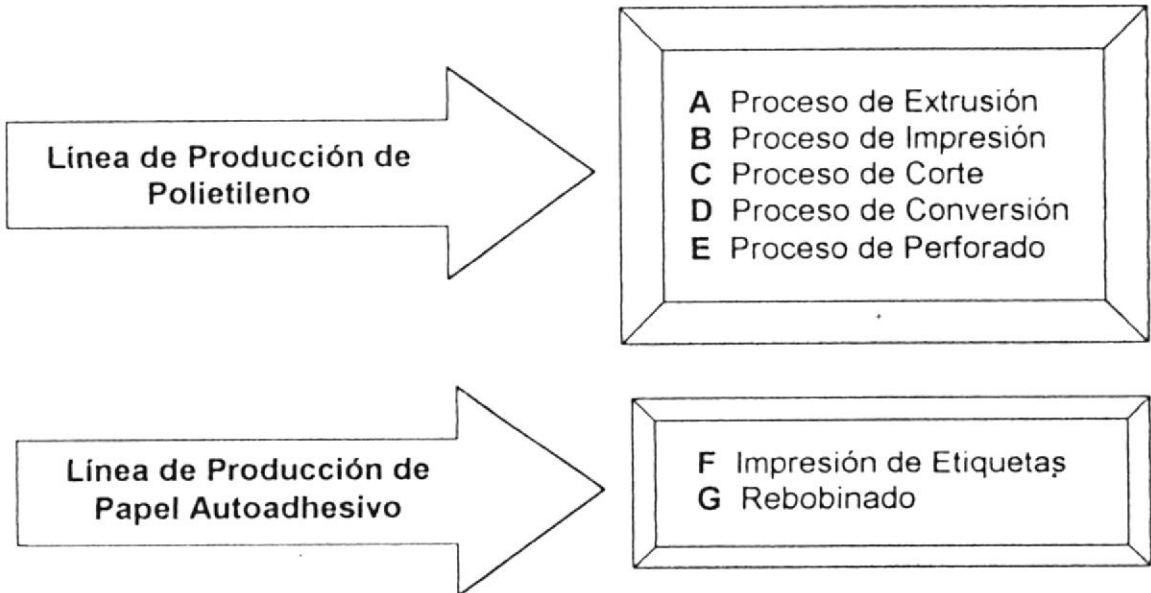 Línea de Producción de
Polietileno
A Proceso de Extrusión
B Proceso de Impresión
C Proceso de Corte
D Proceso de Conversión
E Proceso de Perforado
Línea de Producción de
Papel Autoadhesivo
F Impresión de Etiquetas
G Rebobinado